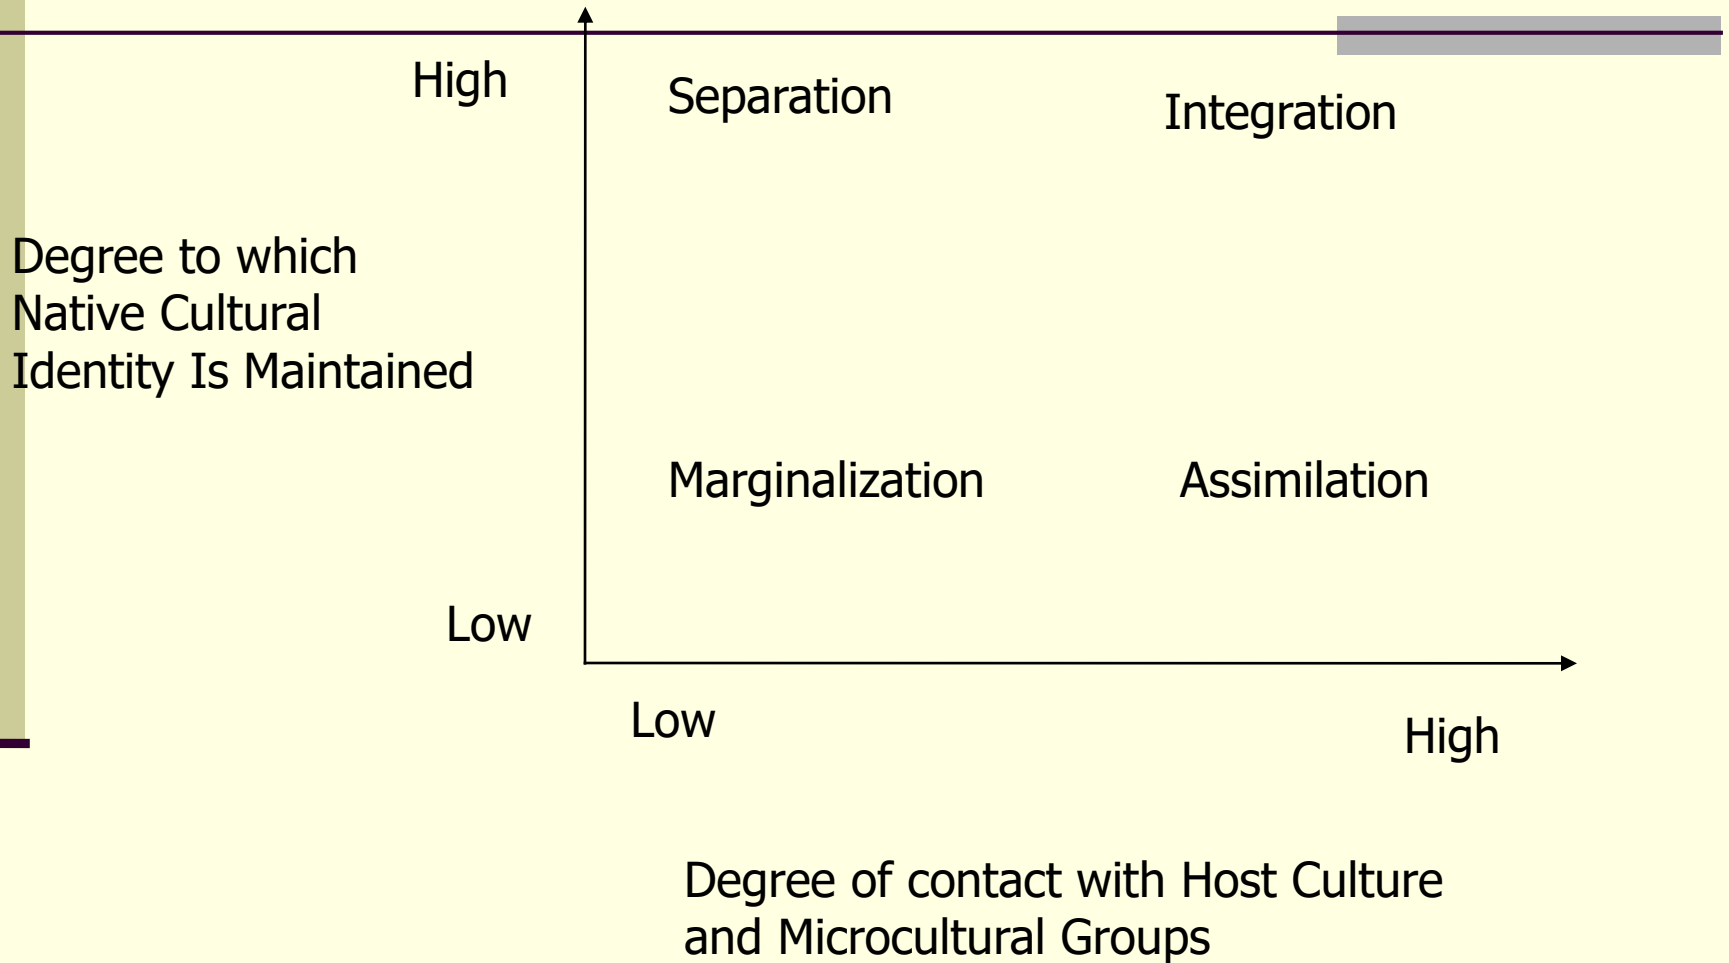 High
Separation
Integration
Degree to which
Native Cultural
Identity Is Maintained
Marginalization
Assimilation
Low
Low
High
Degree of contact with Host Culture
and Microcultural Groups